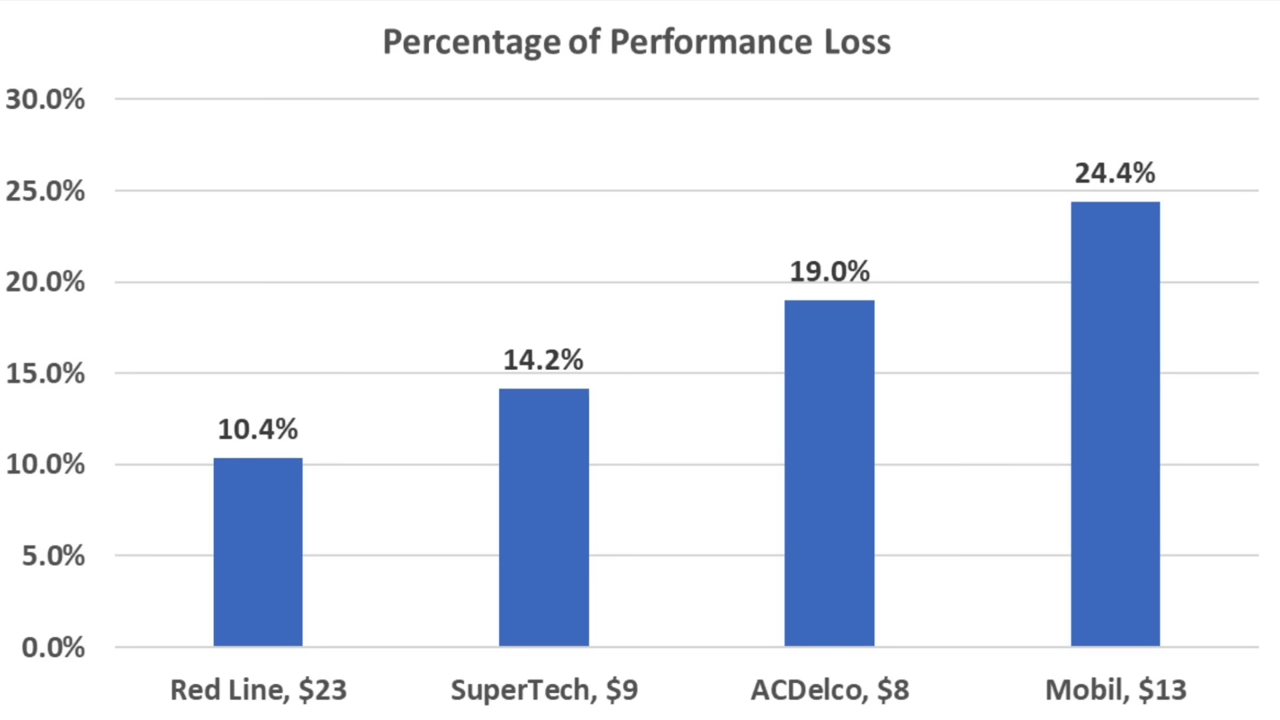 Percentage of Performance Loss
30.0%
25.0%
20.0%
15.0%
10.0%
5.0%
0.0%
10.4%
14.2%
19.0%
24.4%
Red Line, $23
SuperTech, $9
ACDelco, $8
Mobil, $13